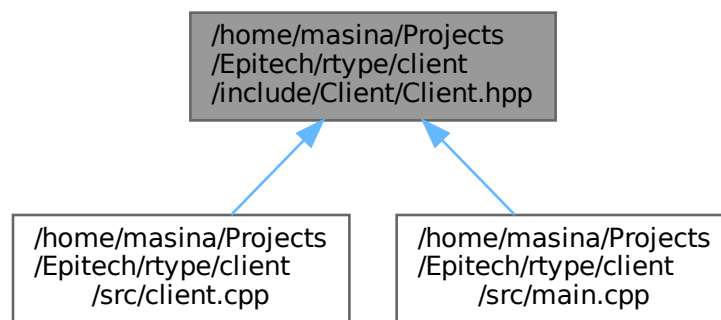 /home/masina/Projects
/Epitech/rtype/client
/include/Client/Client.hpp
/home/masina/Projects
/Epitech/rtype/client
/src/client.cpp
/home/masina/Projects
/Epitech/rtype/client
/src/main.cpp